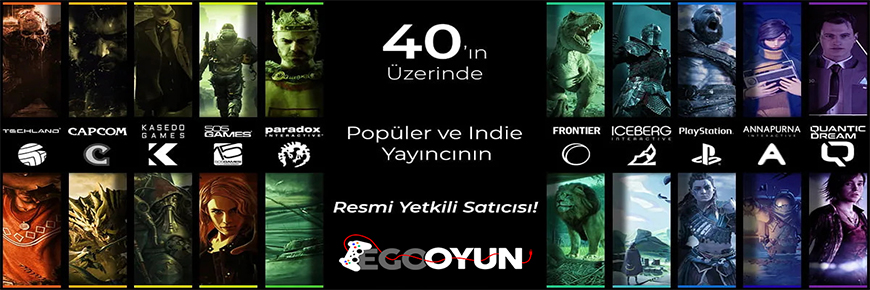 40'ın
Üzerinde
TECHLAND
CAPCOM
KASEDO
GAMES
505
GAMES
paradox
INTERACTIVE
Popüler ve Indie
Yayıncının
FRONTIER
ICEBERG
INTERACTIVE
PlayStation
ANNAPURNA
INTERACTIVE
QUANTIC
DREAM
Resmi Yetkili Satıcısı!
EGGOYUN